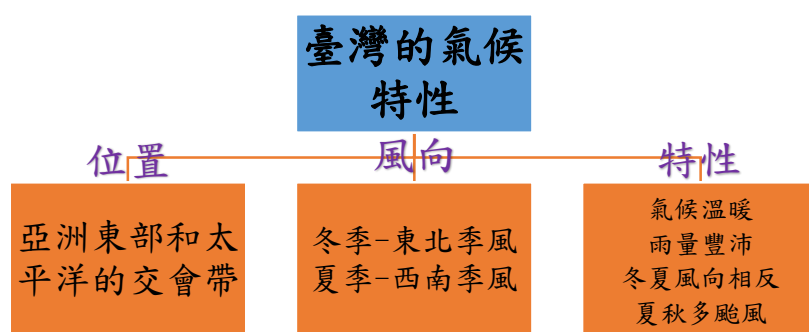 臺灣的氣候
特性
位置
風向
特性
亞洲東部和太
平洋的交會帶
冬季-東北季風
夏季-西南季風
氣候溫暖
雨量豐沛
冬夏風向相反
夏秋多颱風